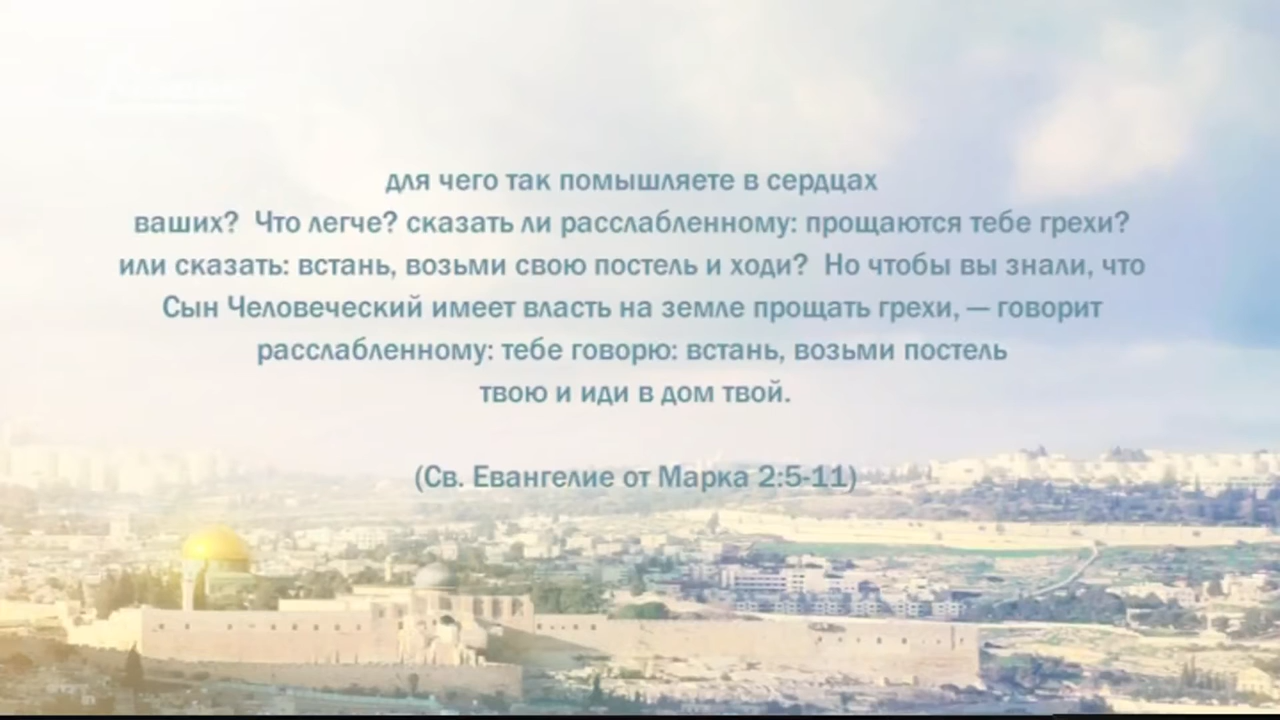 для чего так помышляете в сердцах
ваших? Что легче? сказать ли расслабленному: прощаются тебе грехи?
или сказать: встань, возьми свою постель и ходи? Но чтобы вы знали, что
Сын Человеческий имеет власть на земле прощать грехи, — говорит
расслабленному: тебе говорю: встань, возьми постель
твою и иди в дом твой.
(Св. Евангелие от Марка 2:5-11)